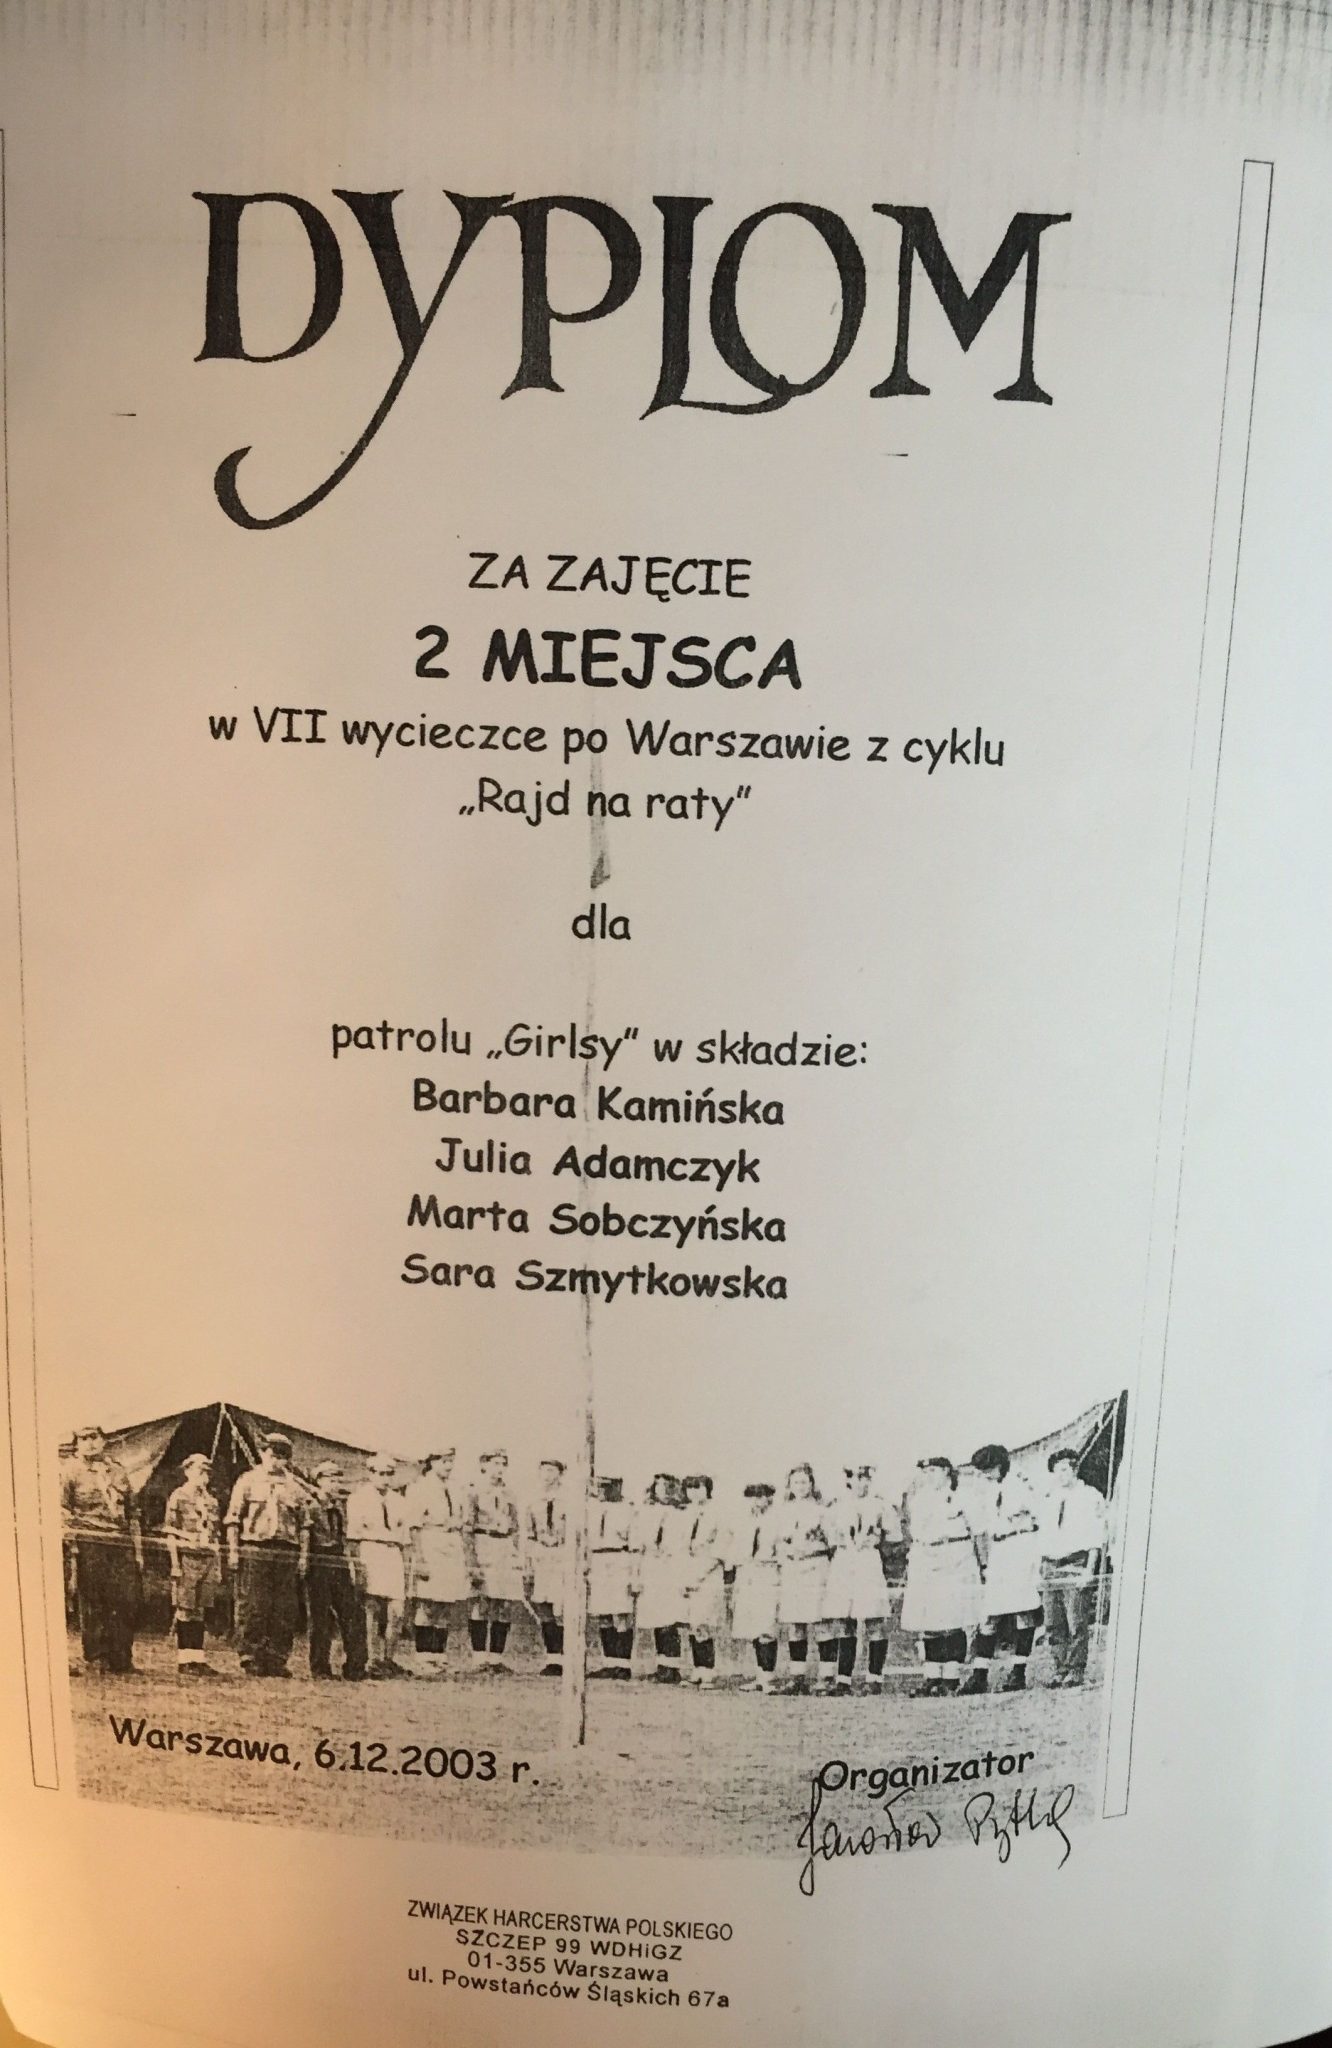 DYPLOM
ZA ZAJĘCIE
2 MIEJSCA
w VII wycieczce po Warszawie z cyklu
„Rajd na raty”
dla
patrolu „Girlsy” w składzie:
Barbara Kamińska
Julia Adamczyk
Marta Sobczyńska
Sara Szmytkowska
Warszawa, 6.12.2003 r.
Organizator
ZWIĄZEK HARCERSTWA POLSKIEGO
SZCZEP 99 WDHiGZ
01-355 Warszawa
ul. Powstańców Śląskich 67a